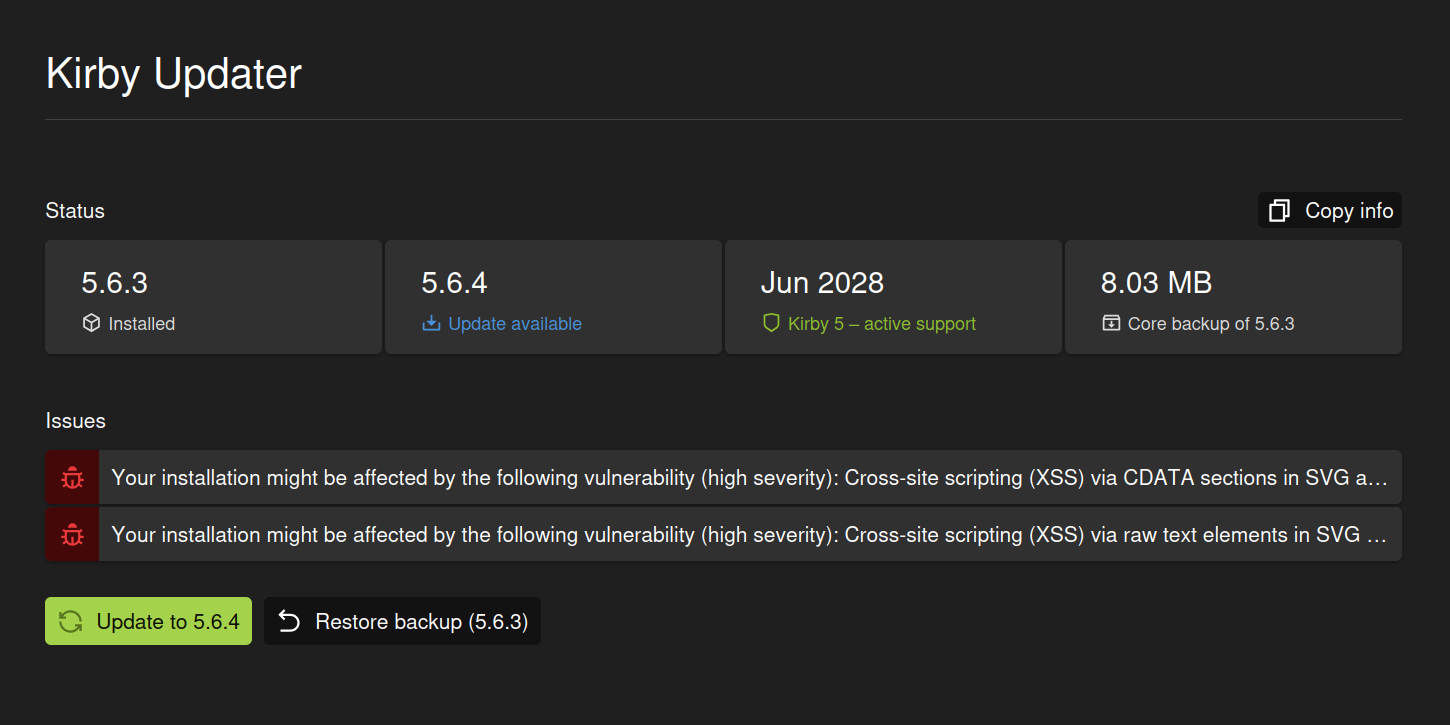 Kirby Updater
Status
Copy info
5.6.3
Installed
5.6.4
Update available
Jun 2028
Kirby 5 – active support
8.03 MB
Core backup of 5.6.3
Issues
Your installation might be affected by the following vulnerability (high severity): Cross-site scripting (XSS) via CDATA sections in SVG a…
Your installation might be affected by the following vulnerability (high severity): Cross-site scripting (XSS) via raw text elements in SVG …
Update to 5.6.4
Restore backup (5.6.3)